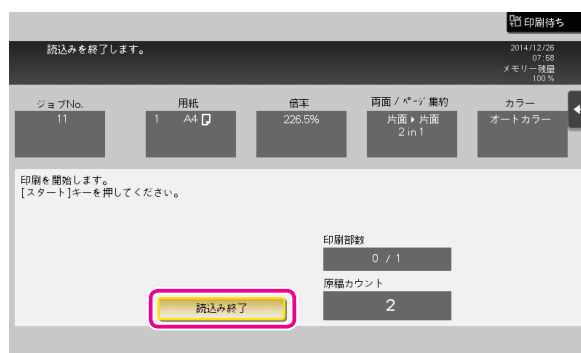 印刷待ち
読込みを終了します。
2014/12/26
07:58
メモリー残量
100 %
ジョブNo.
11
用紙
1 A4
倍率
226.5%
両面 / ﾍﾟｰｼﾞ集約
片面 ▶ 片面
2 in 1
カラー
オートカラー
印刷を開始します。
[スタート]キーを押してください。
印刷部数
0 / 1
原稿カウント
2
読込み終了